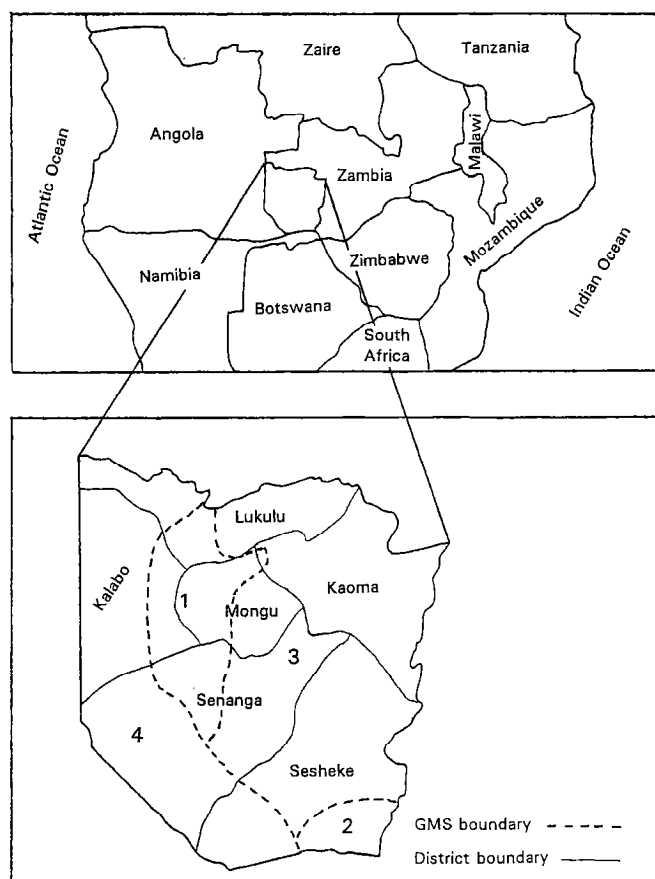 Zaire
Tanzania
Angola
Malawi
Zambia
Atlantic Ocean
Mozambique
Zimbabwe
Namibia
Indian Ocean
Botswana
South
Africa
Lukulu
Kalabo
Kaoma
1
Mongu
3
Senanga
4
Sesheke
2
GMS boundary
District boundary